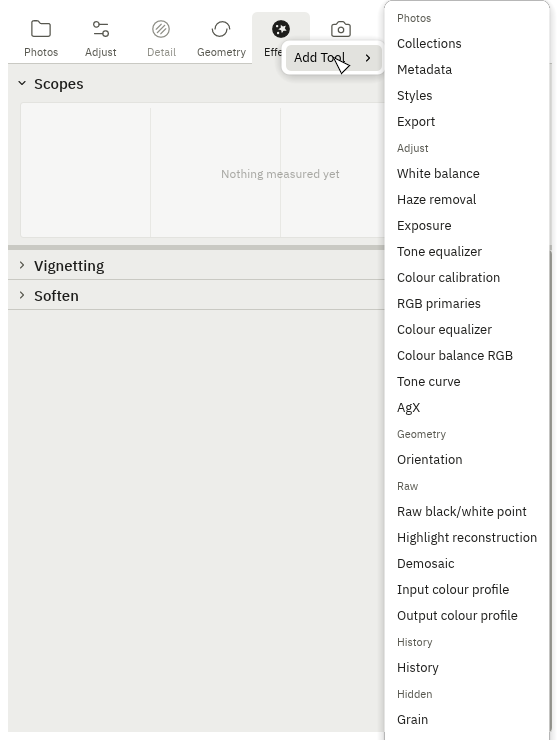 Photos
Adjust
Detail
Geometry
Effe
Add Tool
Scopes
Nothing measured yet
Vignetting
Soften
Photos
Collections
Metadata
Styles
Export
Adjust
White balance
Haze removal
Exposure
Tone equalizer
Colour calibration
RGB primaries
Colour equalizer
Colour balance RGB
Tone curve
AgX
Geometry
Orientation
Raw
Raw black/white point
Highlight reconstruction
Demosaic
Input colour profile
Output colour profile
History
History
Hidden
Grain